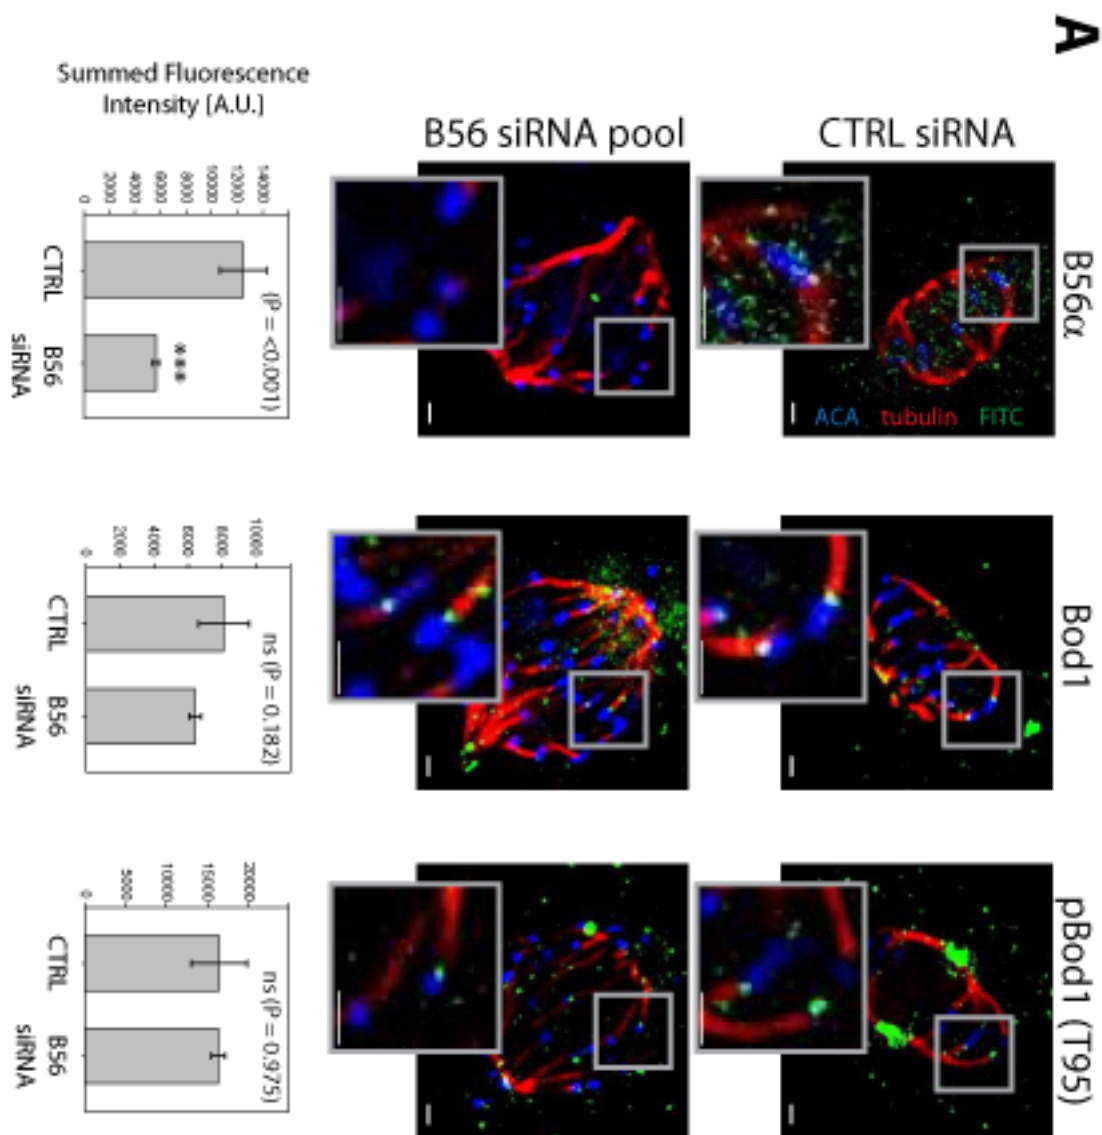 A
B56α
Bod1
pBod1 (T95)
CTRL siRNA
ACA tubulin FITC
B56 siRNA pool
Summed Fluorescence
Intensity [A.U.]
14000
12000
10000
8000
6000
4000
2000
0
(P = <0.001)
***
CTRL
B56
siRNA
10000
8000
6000
4000
2000
0
ns (P = 0.182)
CTRL
B56
siRNA
20000
15000
10000
5000
0
ns (P = 0.975)
CTRL
B56
siRNA